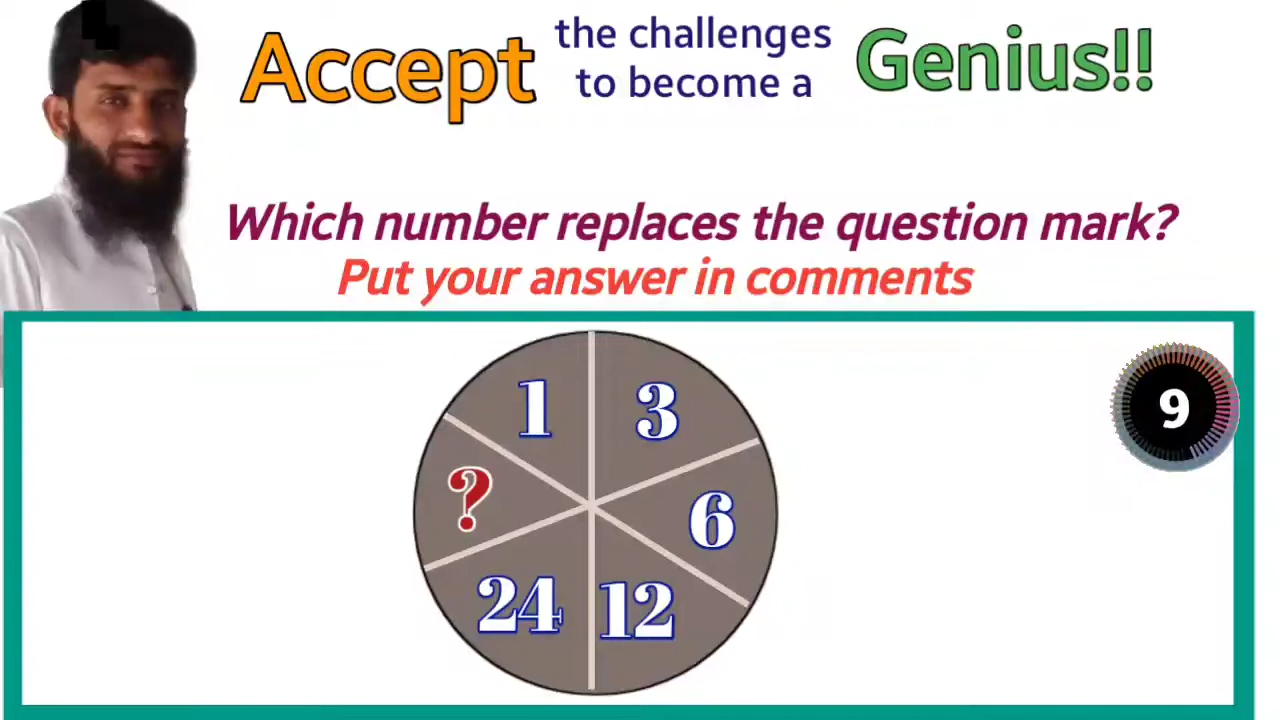 Accept the challenges to become a Genius!!
Which number replaces the question mark?
Put your answer in comments
1 3
? 6
24 12
9